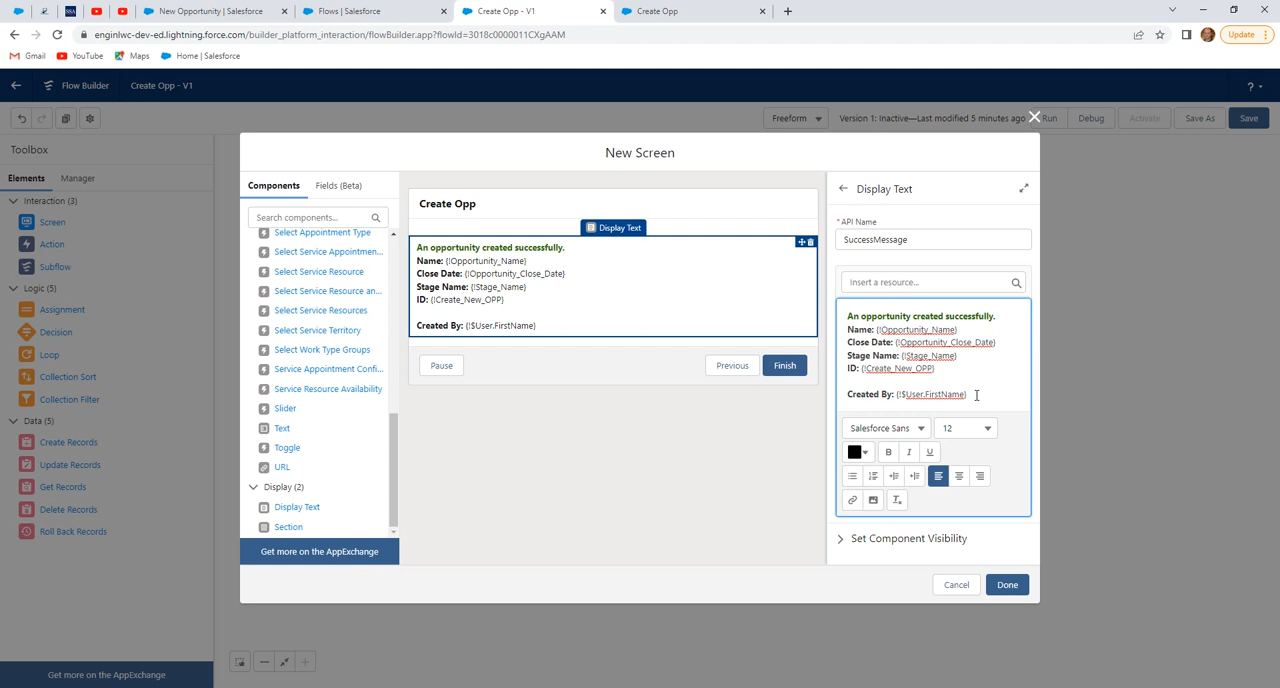 New Opportunity | Salesforce
Flows | Salesforce
Create Opp - V1
Create Opp
enginlwc-dev-ed.lightning.force.com/builder_platform_interaction/flowBuilder.app?flowId=3018c0000011CXgAAM
Update
Gmail
YouTube
Maps
Home | Salesforce
Flow Builder
Create Opp - V1
?
Freeform
Version 1: Inactive—Last modified 5 minutes ago
Run
Debug
Activate
Save As
Save
Toolbox
Elements
Manager
Interaction (3)
Screen
Action
Subflow
Logic (5)
Assignment
Decision
Loop
Collection Sort
Collection Filter
Data (5)
Create Records
Update Records
Get Records
Delete Records
Roll Back Records
Get more on the AppExchange
New Screen
Components
Fields (Beta)
Search components...
Select Appointment Type
Select Service Appointmen...
Select Service Resource
Select Service Resource an...
Select Service Resources
Select Service Territory
Select Work Type Groups
Service Appointment Confi...
Service Resource Availability
Slider
Text
Toggle
URL
Display (2)
Display Text
Section
Get more on the AppExchange
Create Opp
Display Text
An opportunity created successfully.
Name: {!Opportunity_Name}
Close Date: {!Opportunity_Close_Date}
Stage Name: {!Stage_Name}
ID: {!Create_New_OPP}
Created By: {!$User.FirstName}
Pause
Previous
Finish
Display Text
* API Name
SuccessMessage
Insert a resource...
An opportunity created successfully.
Name: {!Opportunity_Name}
Close Date: {!Opportunity_Close_Date}
Stage Name: {!Stage_Name}
ID: {!Create_New_OPP}
Created By: {!$User.FirstName}
Salesforce Sans
12
B
I
U
Set Component Visibility
Cancel
Done